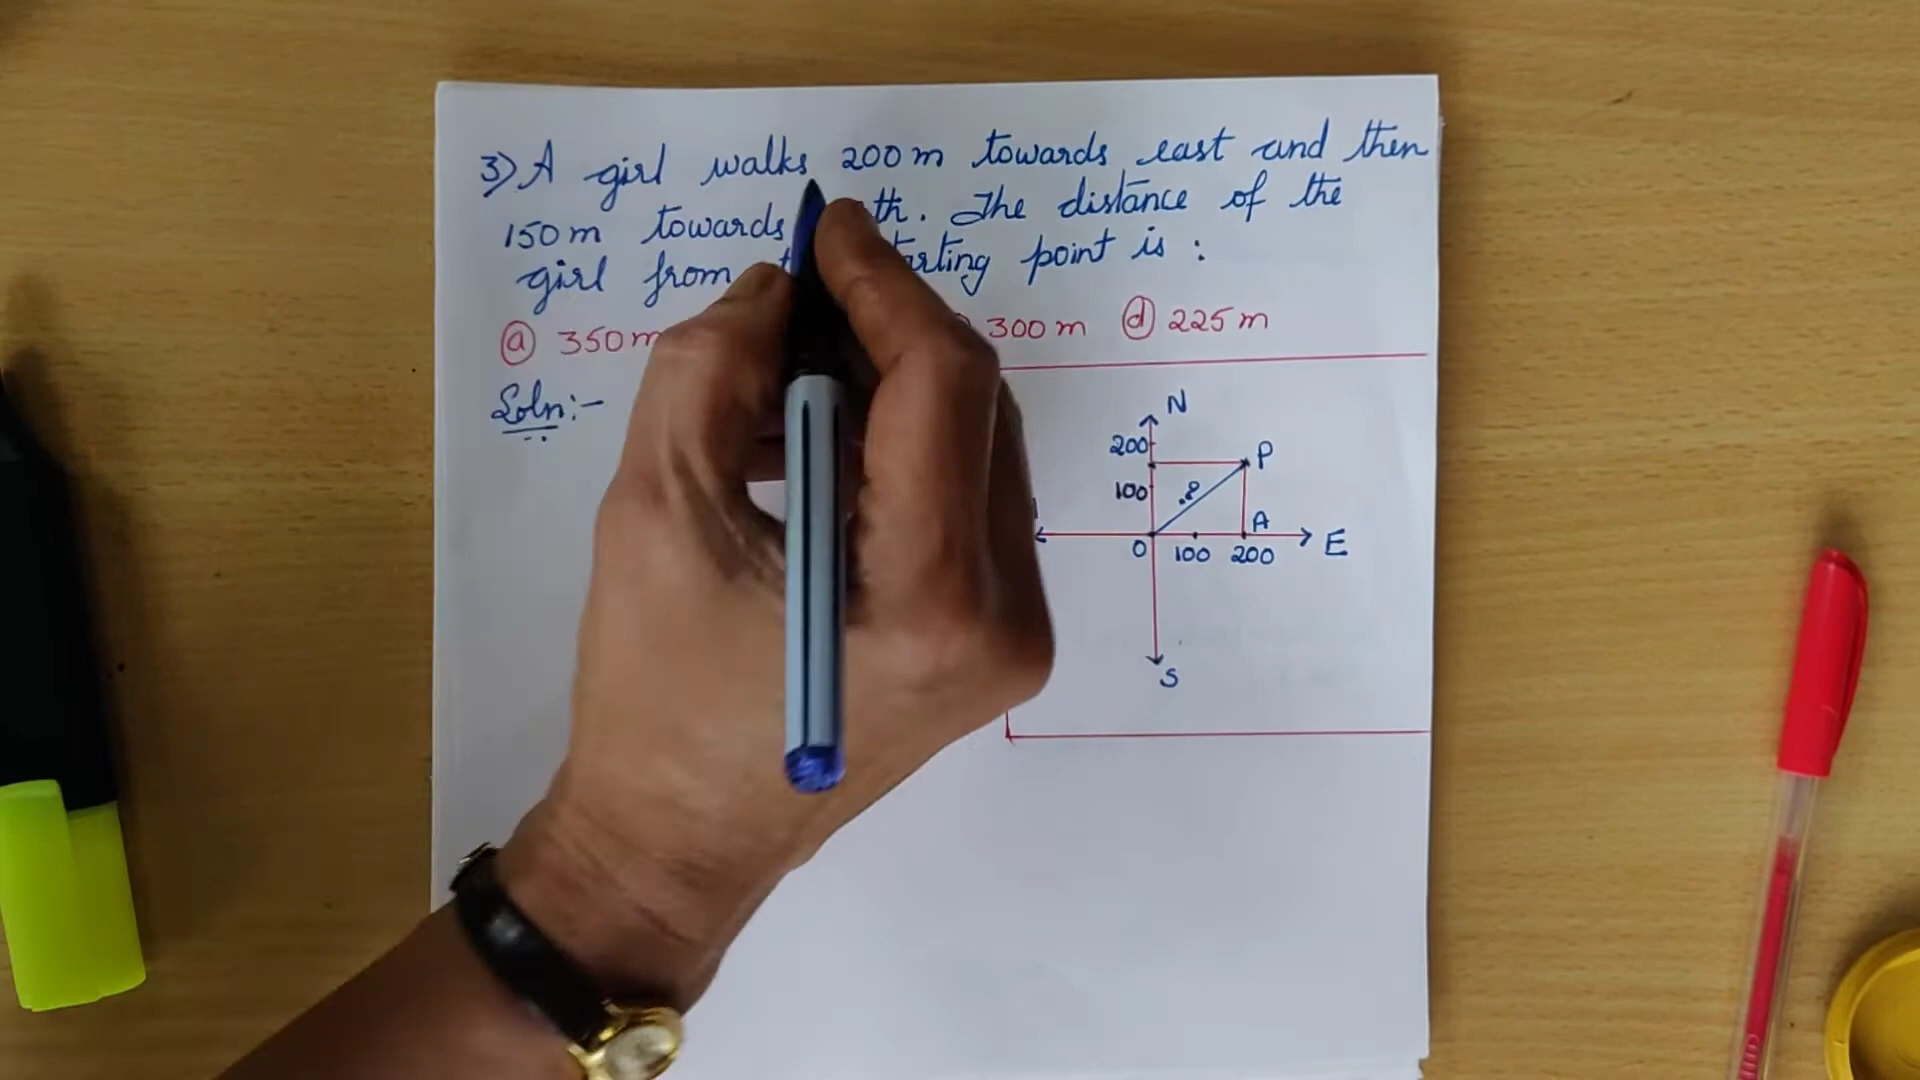 3) A girl walks 200 m towards east and then
150 m towards th. The distance of the
girl from arting point is :
ⓐ 350 m 300 m ⓓ 225 m
Soln :-
N
200
P
100
?
A
O 100 200 E
S